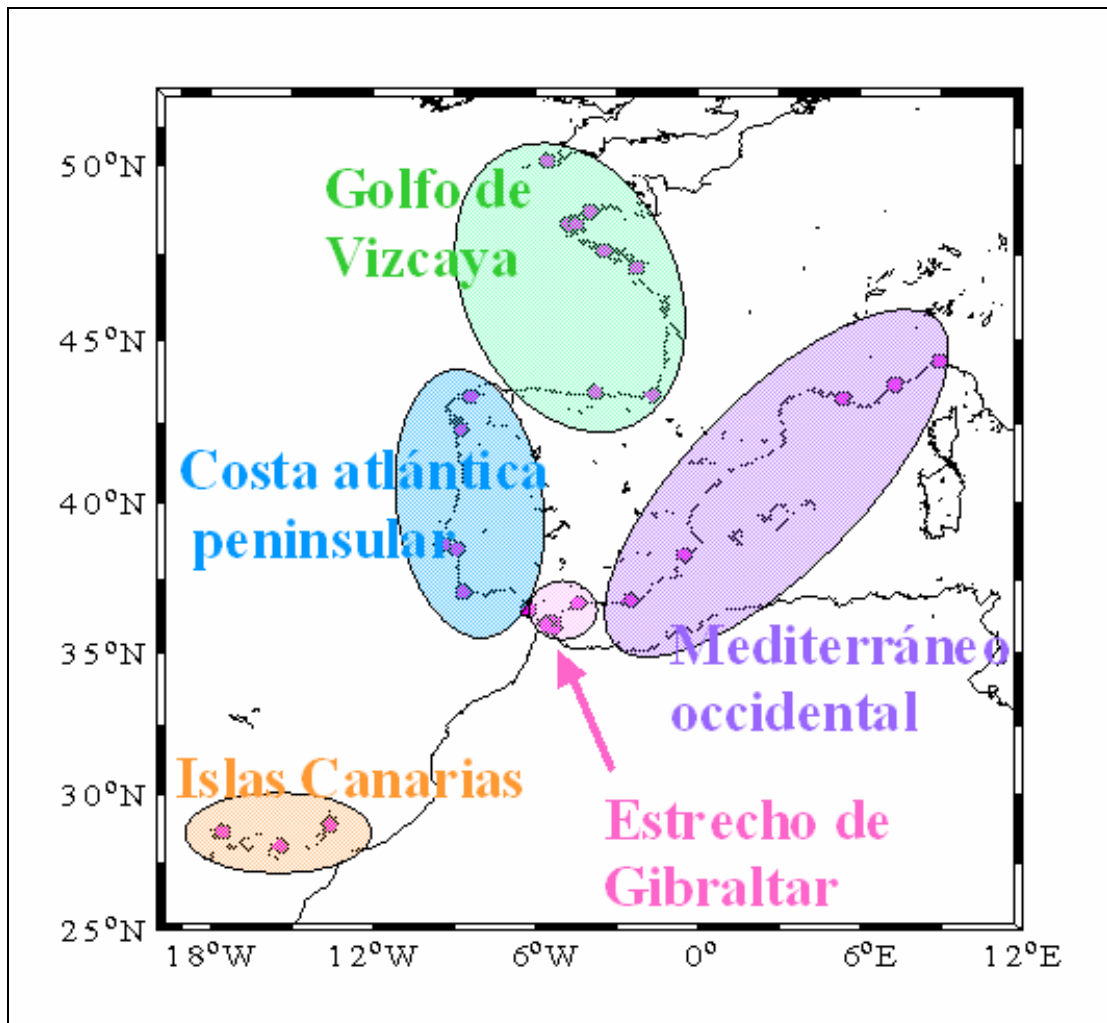 50°N
Golfo de
Vizcaya
45°N
Costa atlántica
peninsular
40°N
35°N
Mediterráneo
occidental
Islas Canarias
30°N
Estrecho de
Gibraltar
25°N
18°W 12°W 6°W 0° 6°E 12°E